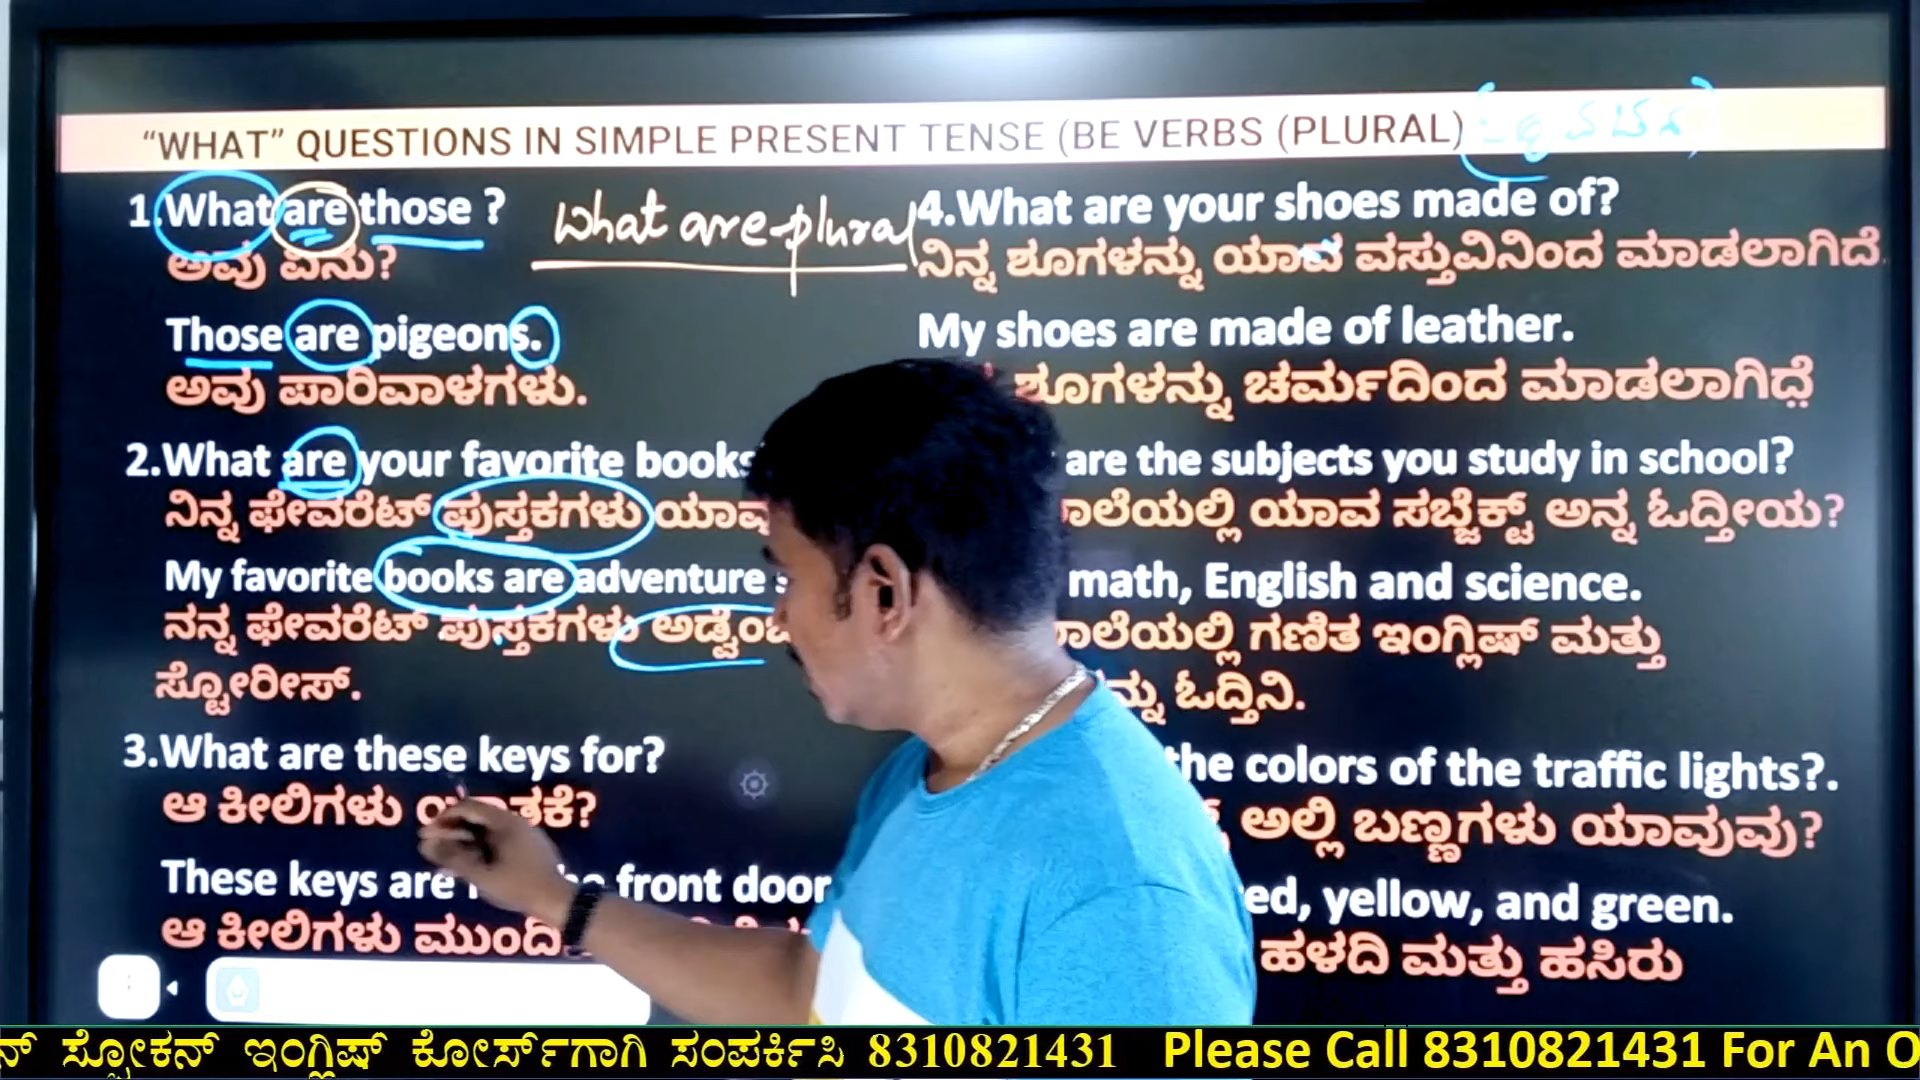 “WHAT” QUESTIONS IN SIMPLE PRESENT TENSE (BE VERBS (PLURAL)
1.What are those ?
ಅವು ಏನು?
What are plural
Those are pigeons.
ಅವು ಪಾರಿವಾಳಗಳು.
2.What are your favorite books
ನಿನ್ನ ಫೇವರೆಟ್ ಪುಸ್ತಕಗಳು
My favorite books are adventure
ನನ್ನ ಫೇವರೆಟ್ ಪುಸ್ತಕಗಳು
ಸ್ಟೋರೀಸ್.
3.What are these keys for?
ಆ ಕೀಲಿಗಳು
These keys are front door
ಆ ಕೀಲಿಗಳು
4.What are your shoes made of?
ನಿನ್ನ ಶೂಗಳನ್ನು ಯಾವ ವಸ್ತುವಿನಿಂದ ಮಾಡಲಾಗಿದೆ
My shoes are made of leather.
ಶೂಗಳನ್ನು ಚರ್ಮದಿಂದ ಮಾಡಲಾಗಿದೆ
are the subjects you study in school?
ಯಾವ ಸಬ್ಜೆಕ್ಟ್ ಅನ್ನ ಓದ್ತೀಯ?
math, English and science.
ಗಣಿತ ಇಂಗ್ಲಿಷ್ ಮತ್ತು
ಓದ್ತಿನಿ.
the colors of the traffic lights?.
ಅಲ್ಲಿ ಬಣ್ಣಗಳು ಯಾವುವು?
yellow, and green.
ಹಳದಿ ಮತ್ತು ಹಸಿರು
ಸ್ಪೋಕನ್ ಇಂಗ್ಲಿಷ್ ಕೋರ್ಸ್‌ಗಾಗಿ ಸಂಪರ್ಕಿಸಿ 8310821431 Please Call 8310821431 For An